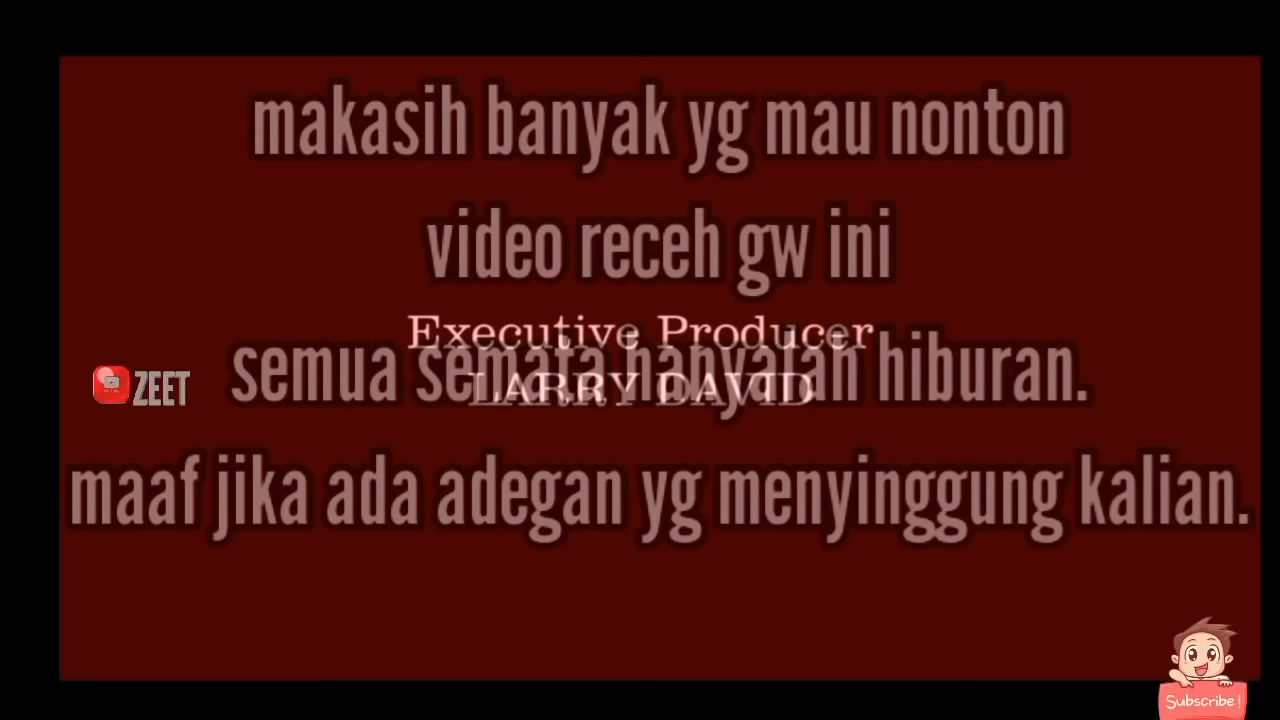 makasih banyak yg mau nonton
video receh gw ini
Executive Producer
semua semata hanyalah hiburan.
LARRY DAVID
ZEET
maaf jika ada adegan yg menyinggung kalian.
Subscribe!